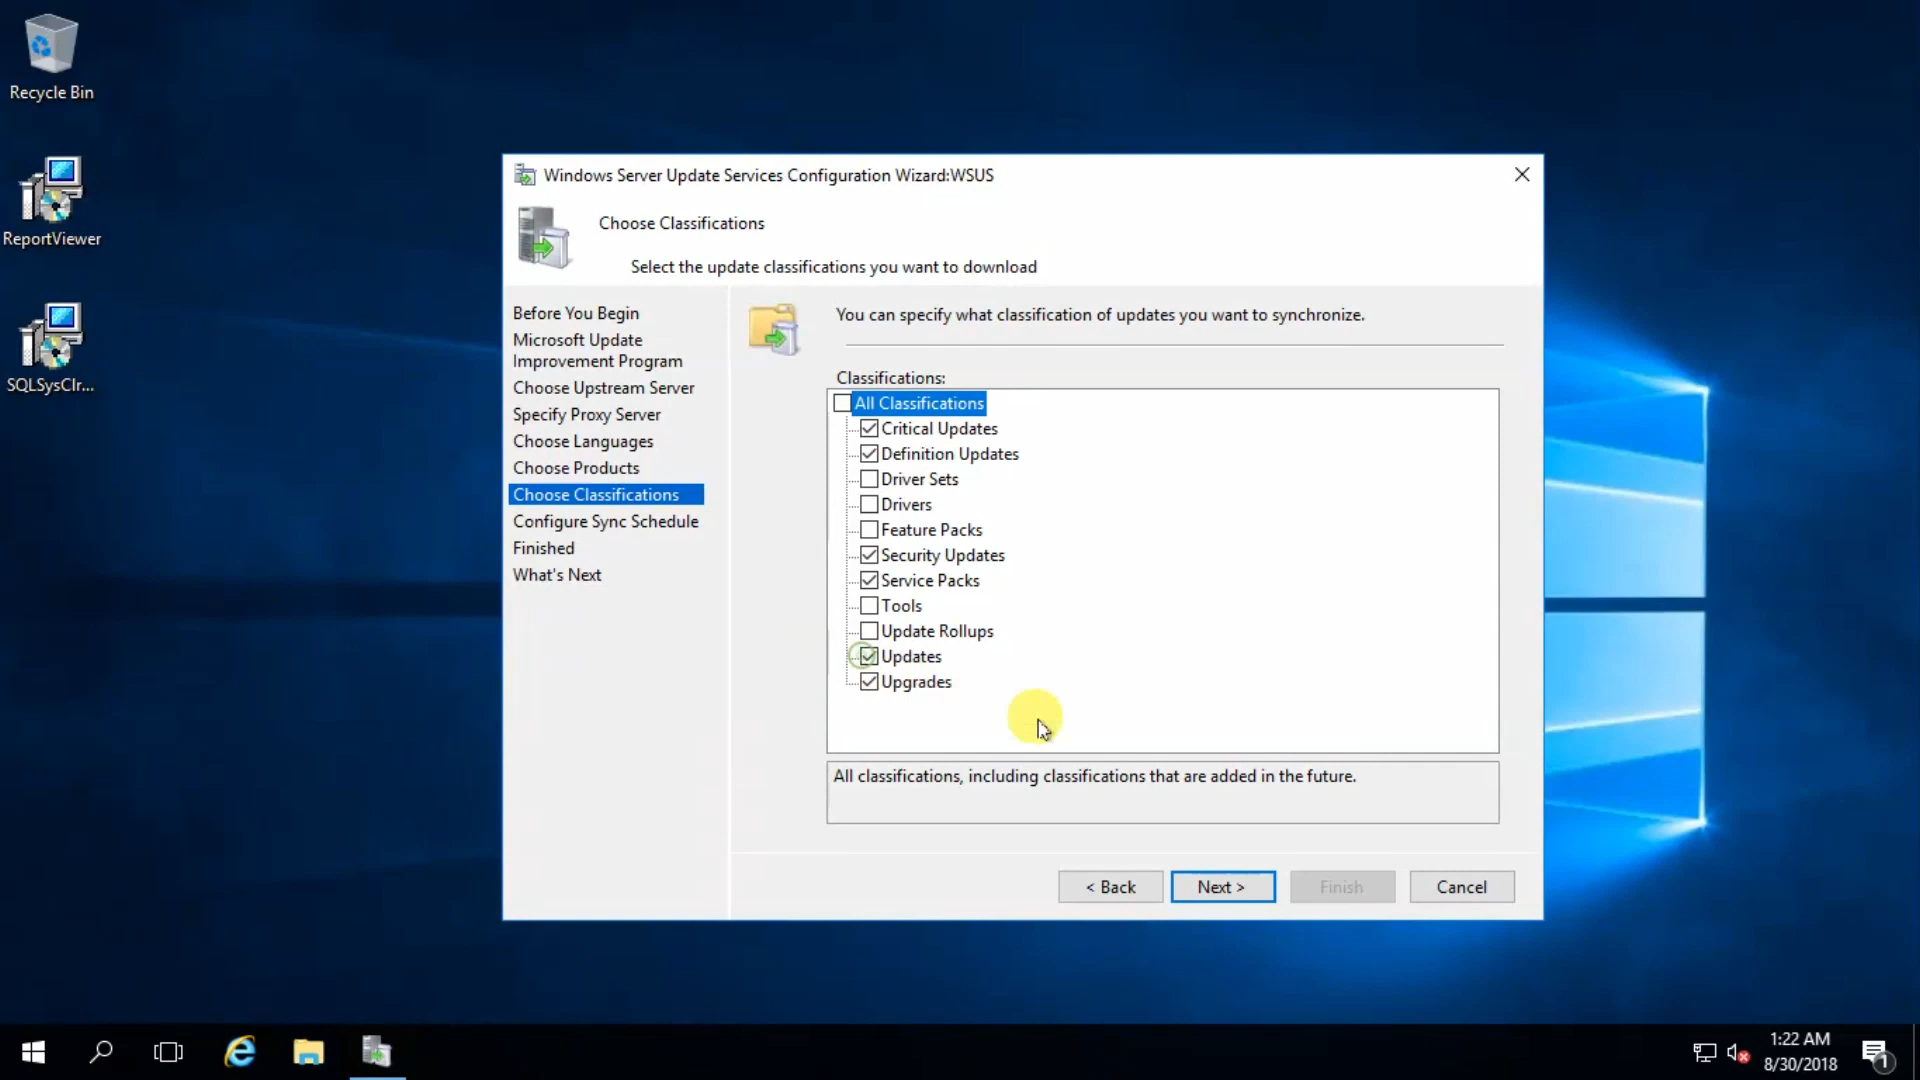 Recycle Bin
ReportViewer
SQLSysClr...
Windows Server Update Services Configuration Wizard:WSUS
Choose Classifications
Select the update classifications you want to download
Before You Begin
Microsoft Update
Improvement Program
Choose Upstream Server
Specify Proxy Server
Choose Languages
Choose Products
Choose Classifications
Configure Sync Schedule
Finished
What's Next
You can specify what classification of updates you want to synchronize.
Classifications:
All Classifications
Critical Updates
Definition Updates
Driver Sets
Drivers
Feature Packs
Security Updates
Service Packs
Tools
Update Rollups
Updates
Upgrades
All classifications, including classifications that are added in the future.
< Back
Next >
Finish
Cancel
1:22 AM
8/30/2018
1